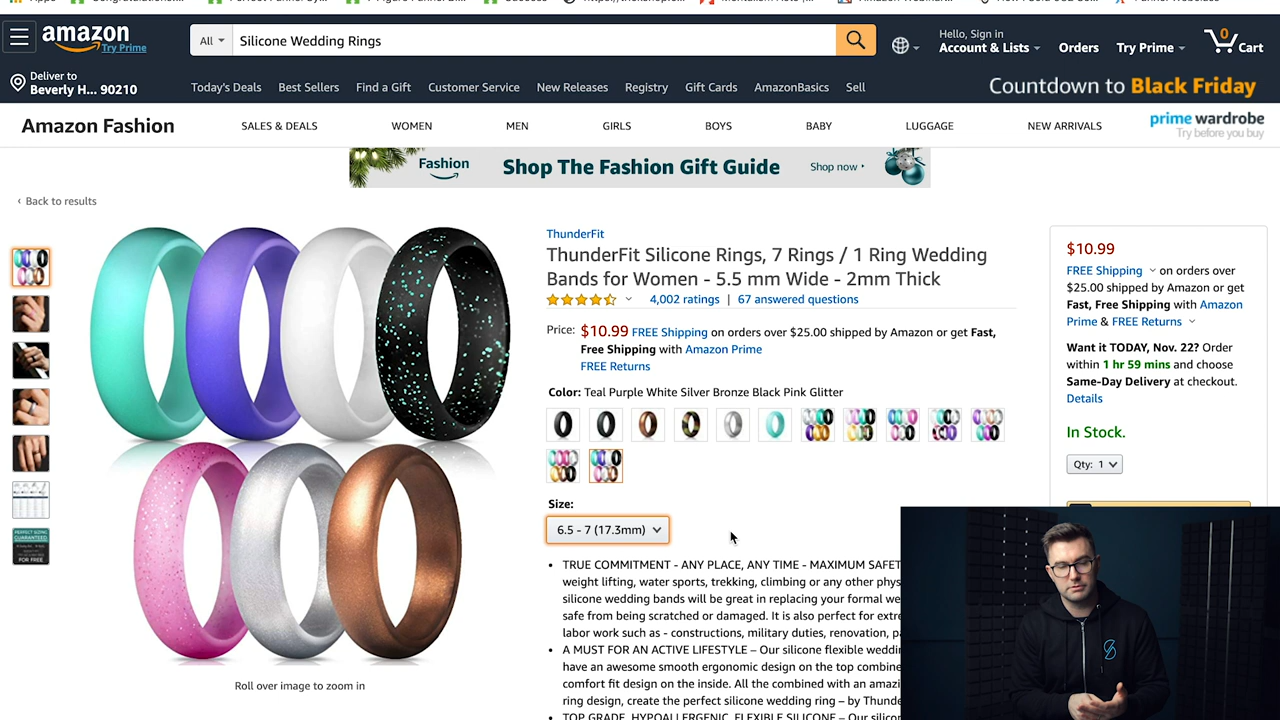 Silicone Wedding Rings
All
amazon
Try Prime
Hello, Sign in
Account & Lists
Orders
Try Prime
0
Cart
Deliver to
Beverly H... 90210
Today's Deals Best Sellers Find a Gift Customer Service New Releases Registry Gift Cards AmazonBasics Sell
Countdown to Black Friday
Amazon Fashion
SALES & DEALS WOMEN MEN GIRLS BOYS BABY LUGGAGE NEW ARRIVALS
prime wardrobe
Try before you buy
Fashion
Shop The Fashion Gift Guide
Shop now
‹ Back to results
ThunderFit
ThunderFit Silicone Rings, 7 Rings / 1 Ring Wedding
Bands for Women - 5.5 mm Wide - 2mm Thick
4,002 ratings | 67 answered questions
Price: $10.99 FREE Shipping on orders over $25.00 shipped by Amazon or get Fast,
Free Shipping with Amazon Prime
FREE Returns
Color: Teal Purple White Silver Bronze Black Pink Glitter
Size:
6.5 - 7 (17.3mm)
• TRUE COMMITMENT - ANY PLACE, ANY TIME - MAXIMUM SAFET
weight lifting, water sports, trekking, climbing or any other phys
silicone wedding bands will be great in replacing your formal we
safe from being scratched or damaged. It is also perfect for extre
labor work such as - constructions, military duties, renovation, p
• A MUST FOR AN ACTIVE LIFESTYLE – Our silicone flexible weddi
have an awesome smooth ergonomic design on the top combine
comfort fit design on the inside. All the combined with an amazi
ring design, create the perfect silicone wedding ring – by Thunde
• TOP GRADE, HYPOALLERGENIC, FLEXIBLE SILICONE – Our silicon
Roll over image to zoom in
$10.99
FREE Shipping on orders over
$25.00 shipped by Amazon or get
Fast, Free Shipping with Amazon
Prime & FREE Returns
Want it TODAY, Nov. 22? Order
within 1 hr 59 mins and choose
Same-Day Delivery at checkout.
Details
In Stock.
Qty: 1